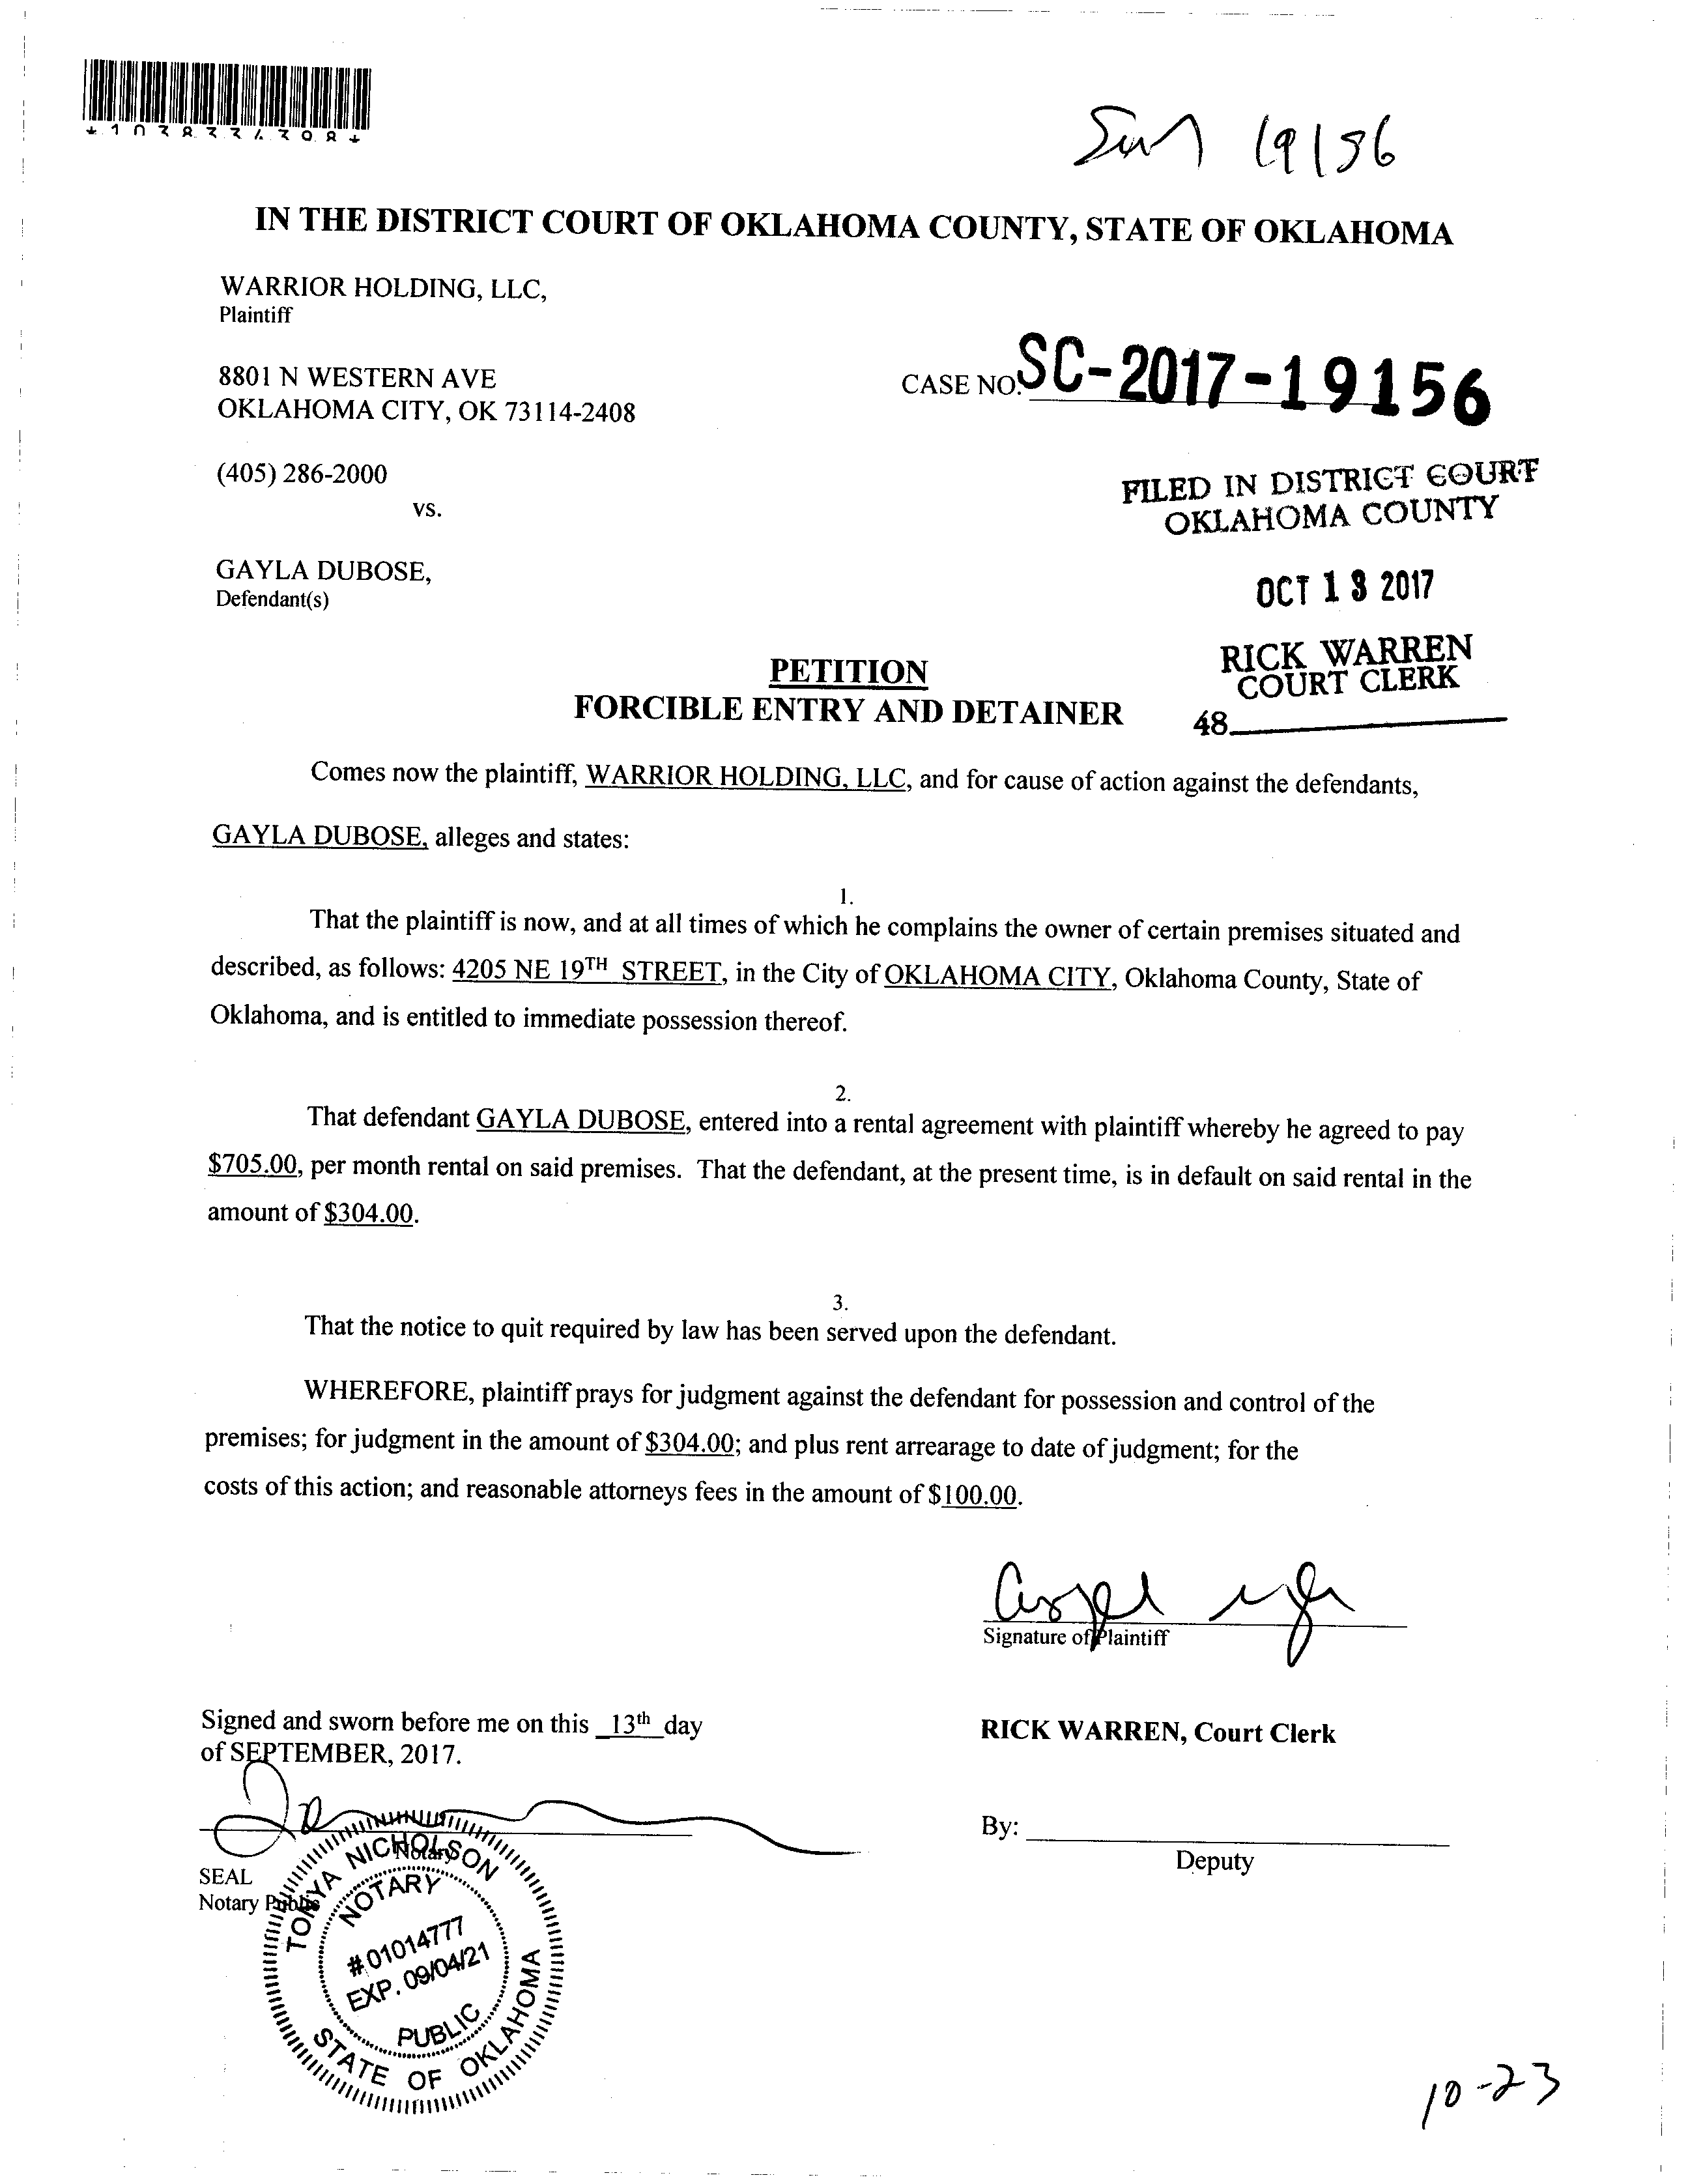 19156
IN THE DISTRICT COURT OF OKLAHOMA COUNTY, STATE OF OKLAHOMA
WARRIOR HOLDING, LLC,
Plaintiff
8801 N WESTERN AVE
OKLAHOMA CITY, OK 73114-2408
CASE NO. SC-2017-19156
(405) 286-2000
vs.
FILED IN DISTRICT COURT
OKLAHOMA COUNTY
GAYLA DUBOSE,
Defendant(s)
OCT 13 2017
RICK WARREN
COURT CLERK
48
PETITION
FORCIBLE ENTRY AND DETAINER
Comes now the plaintiff, WARRIOR HOLDING, LLC, and for cause of action against the defendants,
GAYLA DUBOSE, alleges and states:
1.
That the plaintiff is now, and at all times of which he complains the owner of certain premises situated and
described, as follows: 4205 NE 19TH STREET, in the City of OKLAHOMA CITY, Oklahoma County, State of
Oklahoma, and is entitled to immediate possession thereof.
2.
That defendant GAYLA DUBOSE, entered into a rental agreement with plaintiff whereby he agreed to pay
$705.00, per month rental on said premises. That the defendant, at the present time, is in default on said rental in the
amount of $304.00.
3.
That the notice to quit required by law has been served upon the defendant.
WHEREFORE, plaintiff prays for judgment against the defendant for possession and control of the
premises; for judgment in the amount of $304.00; and plus rent arrearage to date of judgment; for the
costs of this action; and reasonable attorneys fees in the amount of $100.00.
Signature of Plaintiff
Signed and sworn before me on this 13th day
of SEPTEMBER, 2017.
RICK WARREN, Court Clerk
By:
Deputy
Notary
SEAL
Notary Public
TONYA NICHOLSON
NOTARY
#01014777
EXP. 09/04/21
PUBLIC
STATE OF OKLAHOMA
10-23